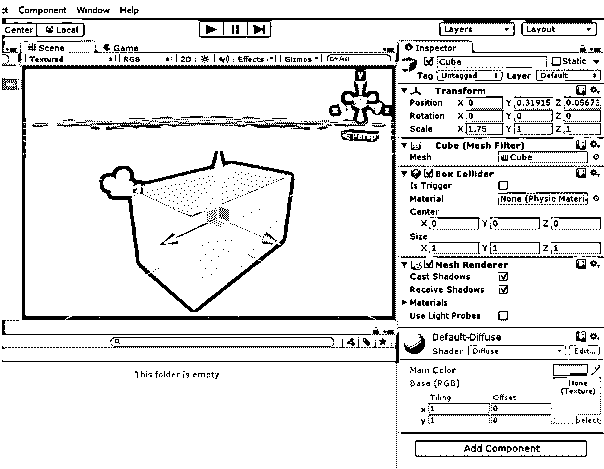 Component Window Help
Center Local
Layers Layout
Scene Game
Textured RGB 2D Effects Gizmos All
Persp
This folder is empty
Inspector
Cube Static
Tag Untagged Layer Default
Transform
Position X 0 Y 0.31915 Z 0.05673
Rotation X 0 Y 0 Z 0
Scale X 1.75 Y 1 Z 1
Cube (Mesh Filter)
Mesh Cube
Box Collider
Is Trigger
Material None (Physic Materi
Center
X 0 Y 0 Z 0
Size
X 1 Y 1 Z 1
Mesh Renderer
Cast Shadows
Receive Shadows
Materials
Use Light Probes
Default-Diffuse
Shader Diffuse Edit...
Main Color
Base (RGB) None
(Texture)
Tiling Offset
x 1 0
y 1 0 Select
Add Component